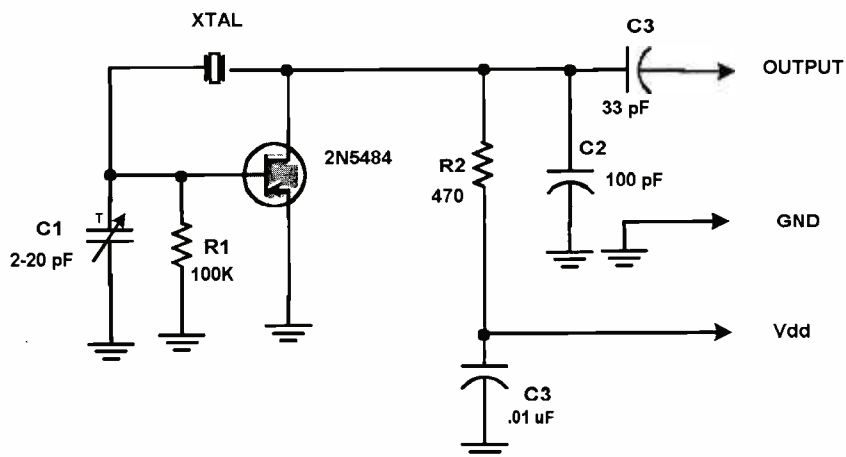 XTAL
C3
OUTPUT
33 pF
2N5484
R2
470
C2
100 pF
GND
C1
T
2-20 pF
R1
100K
Vdd
C3
.01 uF